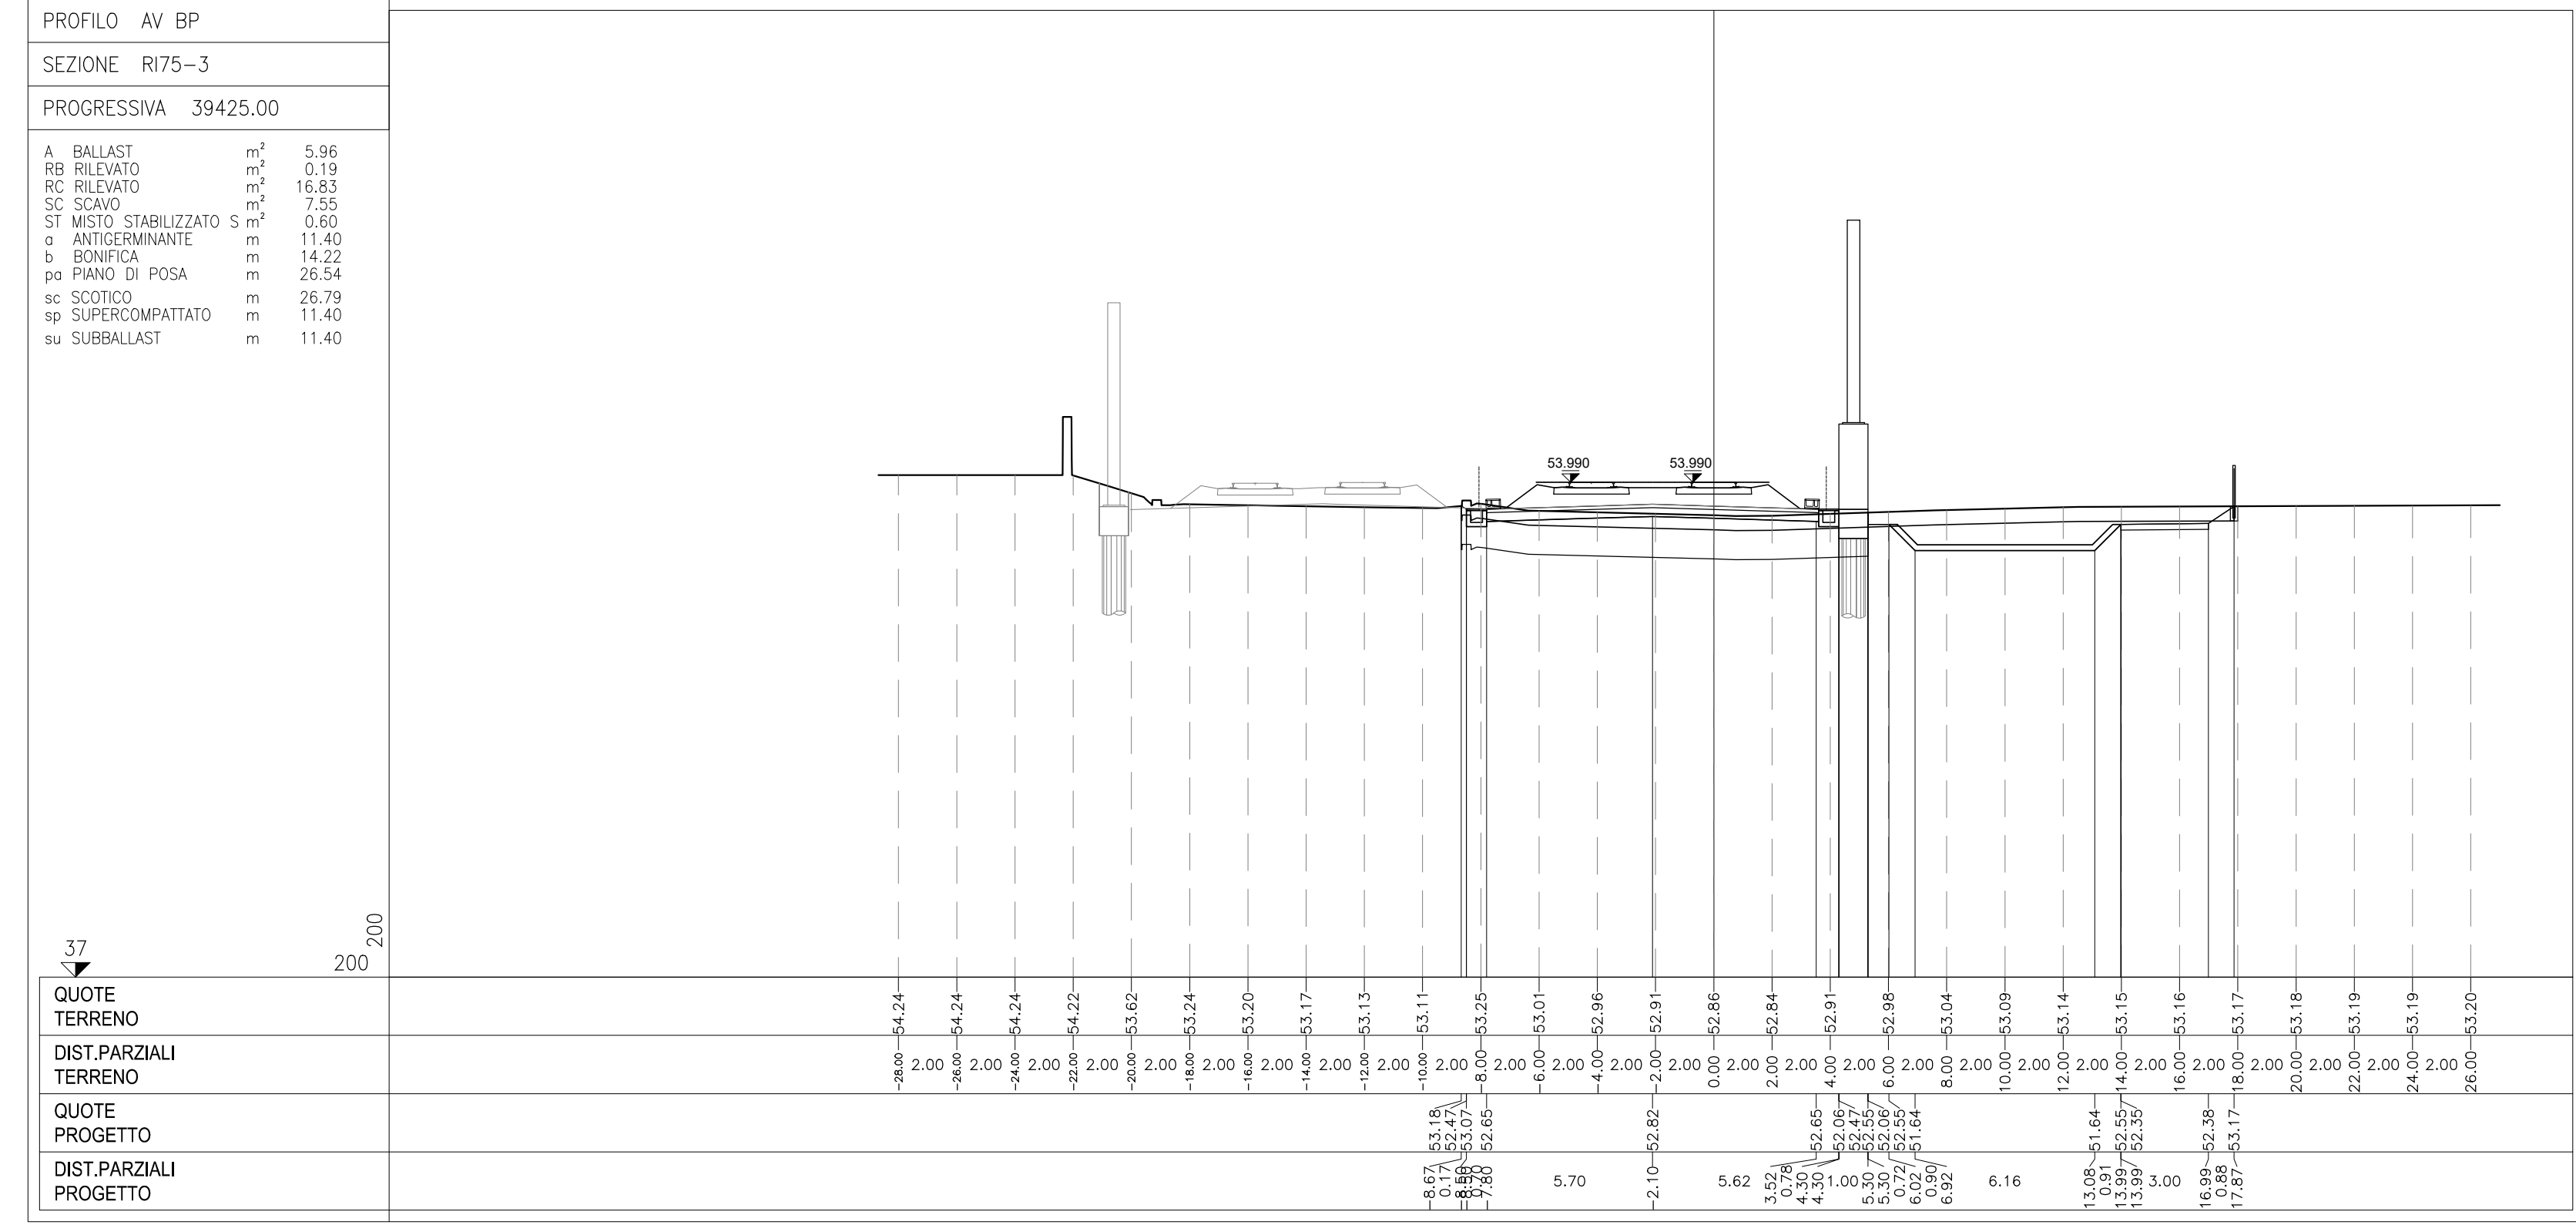 PROFILO AV BP
SEZIONE RI75-3
PROGRESSIVA 39425.00
A BALLAST m² 5.96
RB RILEVATO m² 0.19
RC RILEVATO m² 16.83
SC SCAVO m² 7.55
ST MISTO STABILIZZATO S m² 0.60
a ANTIGERMINANTE m 11.40
b BONIFICA m 14.22
pa PIANO DI POSA m 26.54
sc SCOTICO m 26.79
sp SUPERCOMPATTATO m 11.40
su SUBBALLAST m 11.40
53.990 53.990
200
37
200
QUOTE
TERRENO
54.24 54.24 54.24 54.22 53.62 53.24 53.20 53.17 53.13 53.11 53.25 53.01 52.96 52.91 52.86 52.84 52.91 52.98 53.04 53.09 53.14 53.15 53.16 53.17 53.18 53.19 53.19 53.20
DIST.PARZIALI
TERRENO
-28.00 2.00 -26.00 2.00 -24.00 2.00 -22.00 2.00 -20.00 2.00 -18.00 2.00 -16.00 2.00 -14.00 2.00 -12.00 2.00 -10.00 2.00 -8.00 2.00 -6.00 2.00 -4.00 2.00 -2.00 2.00 0.00 2.00 2.00 2.00 4.00 2.00 6.00 2.00 8.00 2.00 10.00 2.00 12.00 2.00 14.00 2.00 16.00 2.00 18.00 2.00 20.00 2.00 22.00 2.00 24.00 2.00 26.00
QUOTE
PROGETTO
53.18 52.47 53.07 52.65 52.82 52.65 52.06 52.47 52.55 52.06 52.55 51.64 51.64 52.55 52.35 52.38 53.17
DIST.PARZIALI
PROGETTO
-8.67 0.17 -8.50 -8.50 0.70 -7.80 5.70 -2.10 5.62 3.52 0.78 4.30 4.30 1.00 5.30 5.30 0.72 6.02 0.90 6.92 6.16 13.08 0.91 13.99 13.99 3.00 16.99 0.88 17.87